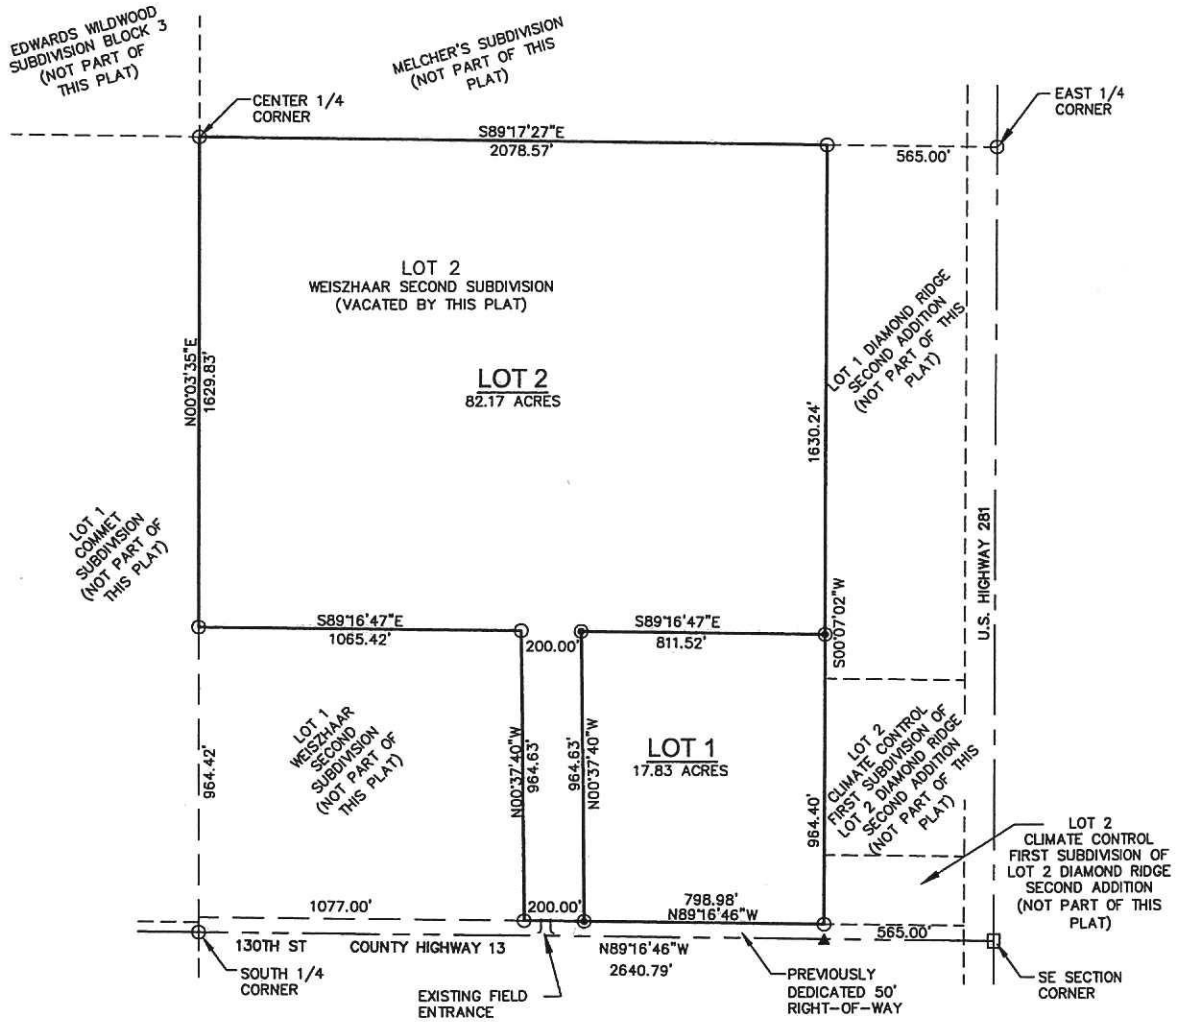 EDWARDS WILDWOOD
SUBDIVISION BLOCK 3
(NOT PART OF
THIS PLAT)
MELCHER'S SUBDIVISION
(NOT PART OF THIS
PLAT)
CENTER 1/4
CORNER
EAST 1/4
CORNER
S89°17'27"E
2078.57'
565.00'
LOT 2
WEISZHAAR SECOND SUBDIVISION
(VACATED BY THIS PLAT)
LOT 2
82.17 ACRES
N00°03'35"E
1629.83'
1630.24'
LOT 1 DIAMOND RIDGE
SECOND ADDITION
(NOT PART OF THIS
PLAT)
U.S. HIGHWAY 281
LOT 1
COMMET
SUBDIVISION
(NOT PART OF
THIS PLAT)
S89°16'47"E
1065.42'
200.00'
S89°16'47"E
811.52'
S00°07'02"W
964.42'
LOT 1
WEISZHAAR
SECOND
SUBDIVISION
(NOT PART OF
THIS PLAT)
N00°37'40"W
964.63'
964.63'
N00°37'40"W
LOT 1
17.83 ACRES
964.40'
LOT 2
CLIMATE CONTROL
FIRST SUBDIVISION OF
LOT 2 DIAMOND RIDGE
SECOND ADDITION
(NOT PART OF THIS
PLAT)
LOT 2
CLIMATE CONTROL
FIRST SUBDIVISION OF
LOT 2 DIAMOND RIDGE
SECOND ADDITION
(NOT PART OF THIS
PLAT)
1077.00'
200.00'
798.98'
N89°16'46"W
565.00'
130TH ST
COUNTY HIGHWAY 13
N89°16'46"W
2640.79'
SOUTH 1/4
CORNER
EXISTING FIELD
ENTRANCE
PREVIOUSLY
DEDICATED 50'
RIGHT-OF-WAY
SE SECTION
CORNER